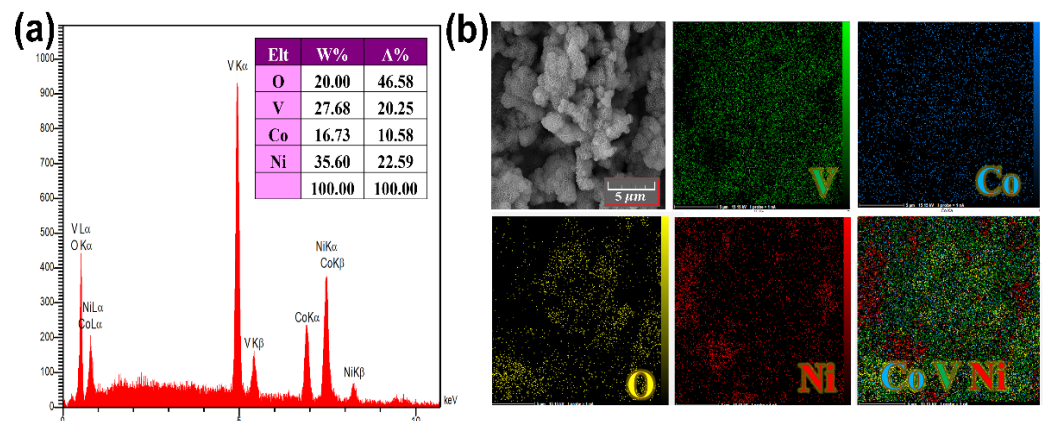 (a)
1000
900
800
700
600
500
400
300
200
100
0
V Lα
O Kα
NiLα
CoLα
V Kα
V Kβ
CoKα
NiKα
CoKβ
NiKβ
0
5
10
keV
Elt W% A%
O 20.00 46.58
V 27.68 20.25
Co 16.73 10.58
Ni 35.60 22.59
100.00 100.00
(b)
5 μm
V
Co
O
Ni
Co V Ni